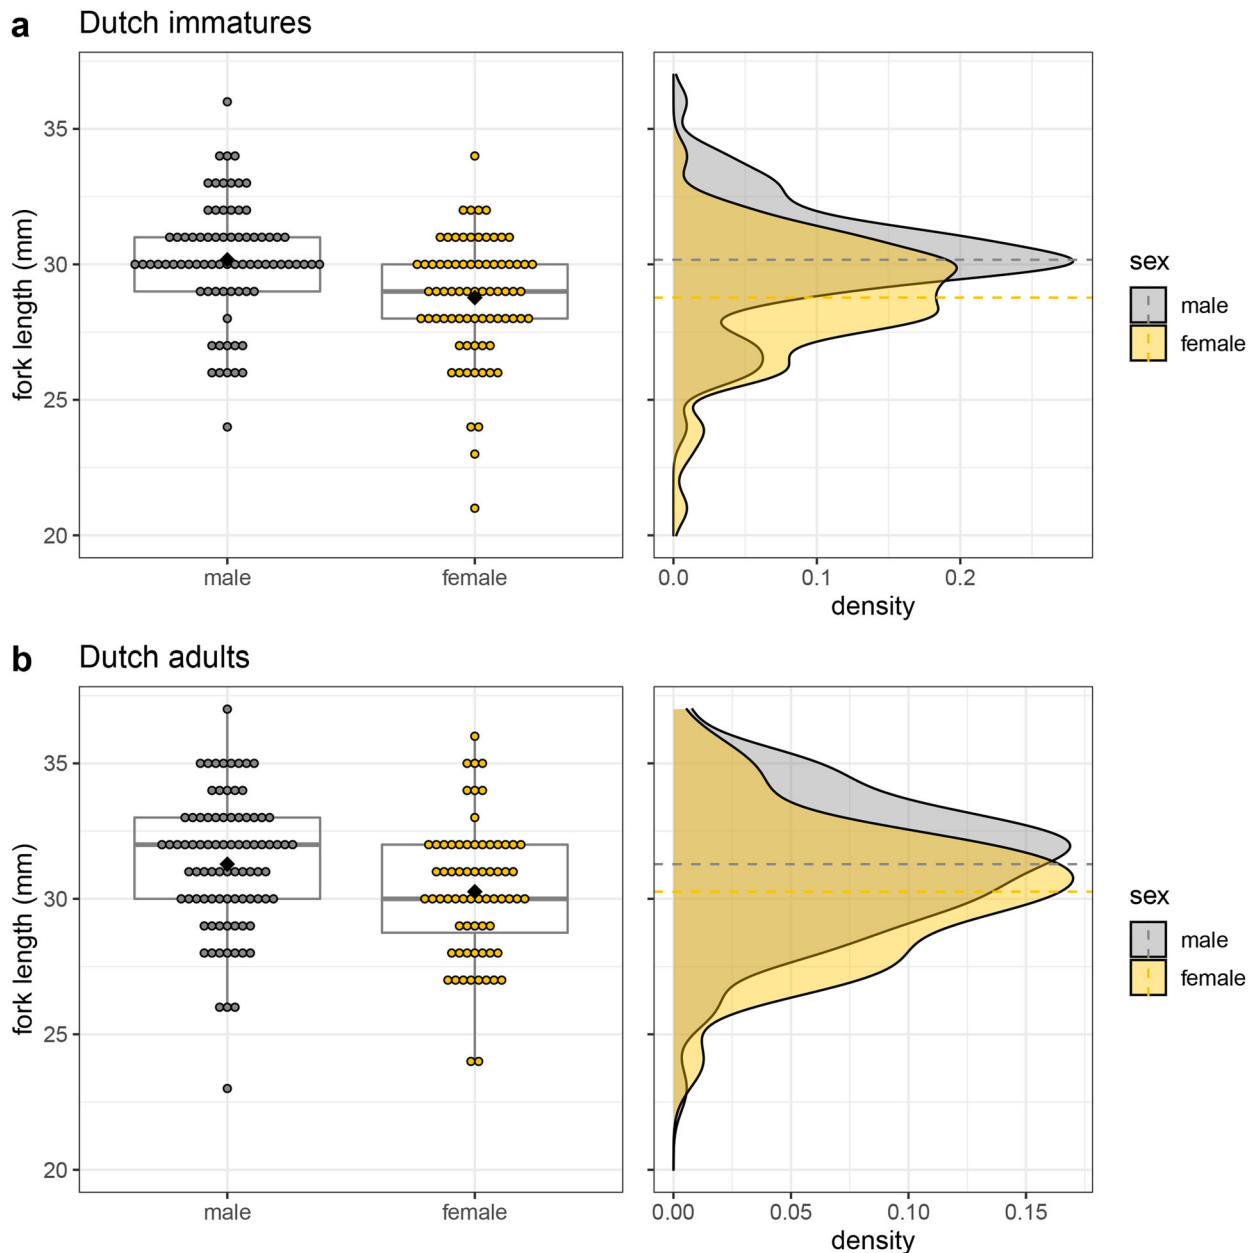 a Dutch immatures
fork length (mm)
35
30
25
20
male female
0.0 0.1 0.2
density
sex
male
female
b Dutch adults
fork length (mm)
35
30
25
20
male female
0.00 0.05 0.10 0.15
density
sex
male
female